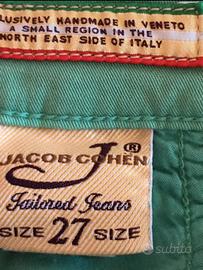 LUSIVELY HANDMADE IN VENETO
A SMALL REGION IN THE
NORTH EAST SIDE OF ITALY
J®
JACOB COHËN
Tailored Jeans
SIZE 27 SIZE
subito